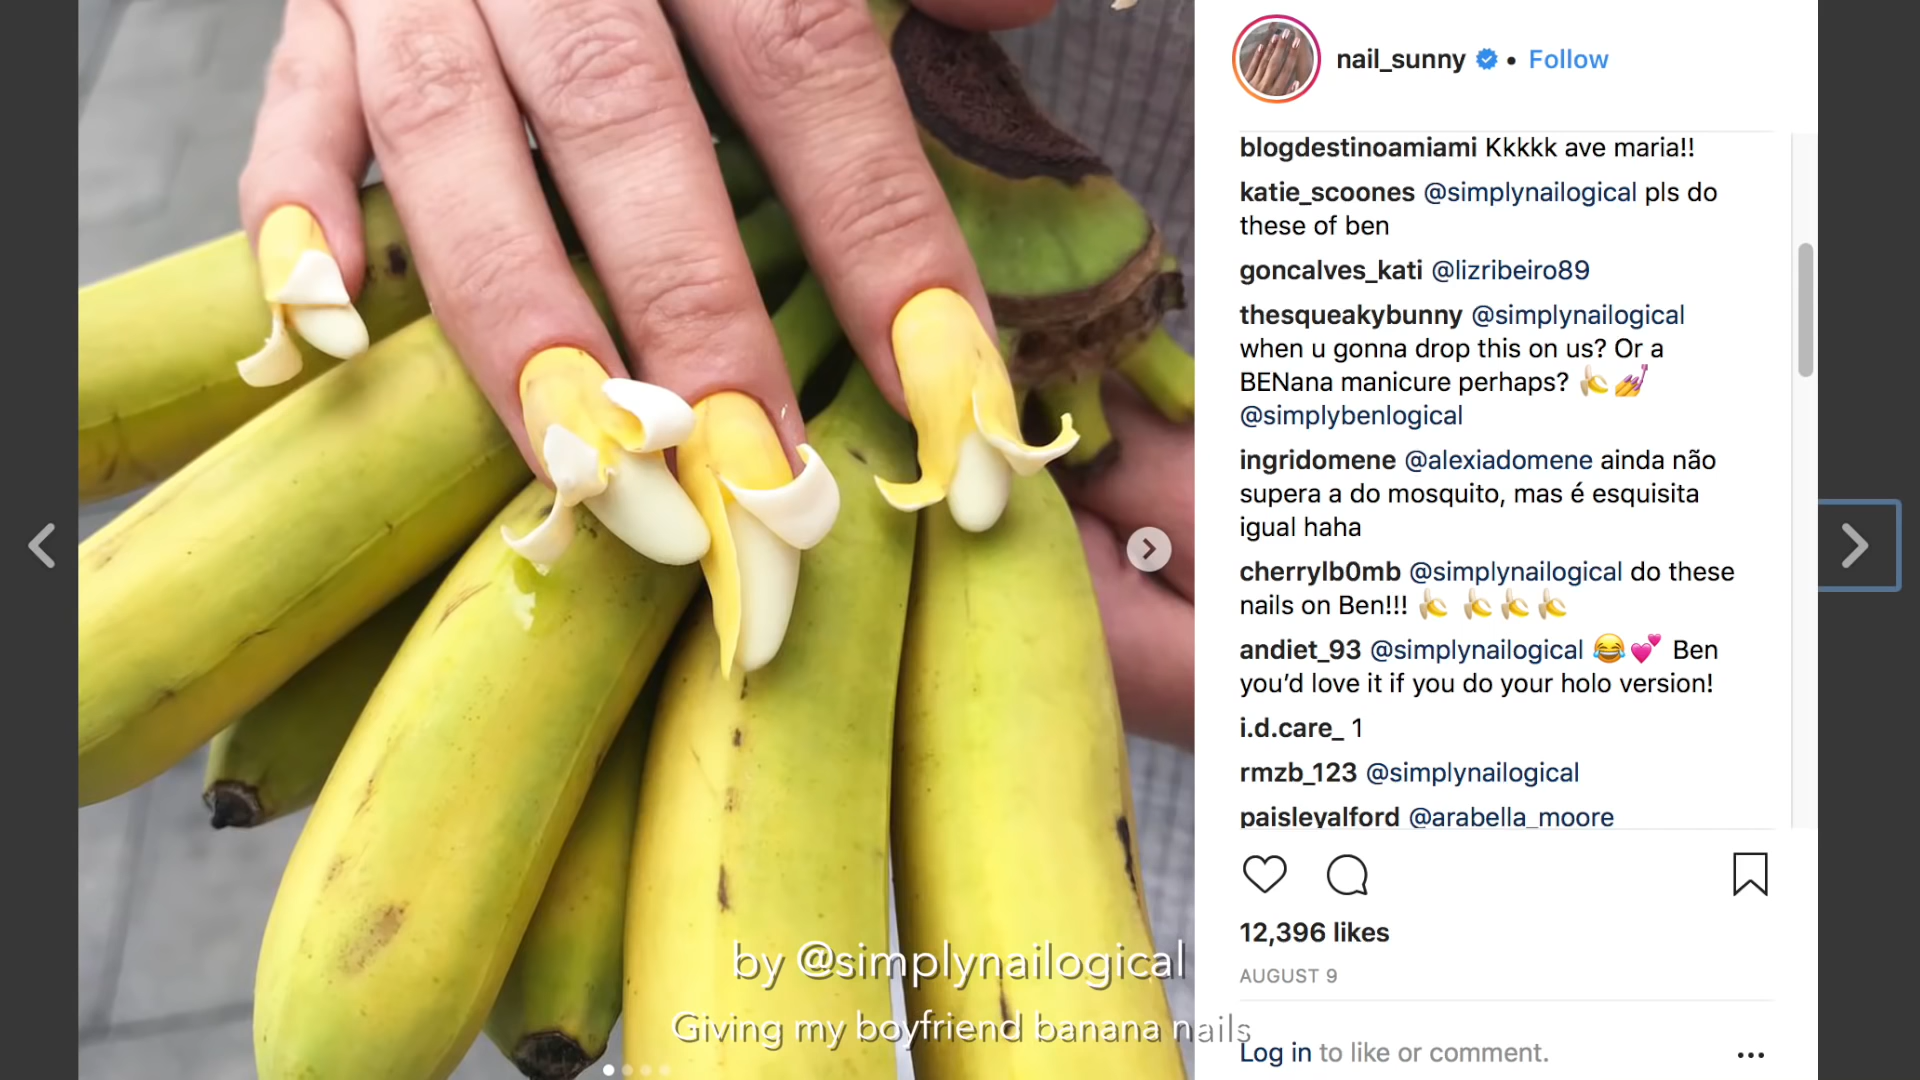 nail_sunny • Follow
blogdestinoamiami Kkkkk ave maria!!
katie_scoones @simplynailogical pls do
these of ben
goncalves_kati @lizribeiro89
thesqueakybunny @simplynailogical
when u gonna drop this on us? Or a
BENana manicure perhaps? 🍌💅
@simplybenlogical
ingridomene @alexiadomene ainda não
supera a do mosquito, mas é esquisita
igual haha
cherrylb0mb @simplynailogical do these
nails on Ben!!! 🍌 🍌 🍌 🍌
andiet_93 @simplynailogical 😂💕 Ben
you’d love it if you do your holo version!
i.d.care_ 1
rmzb_123 @simplynailogical
paisleyalford @arabella_moore
12,396 likes
AUGUST 9
Log in to like or comment.
by @simplynailogical
Giving my boyfriend banana nails